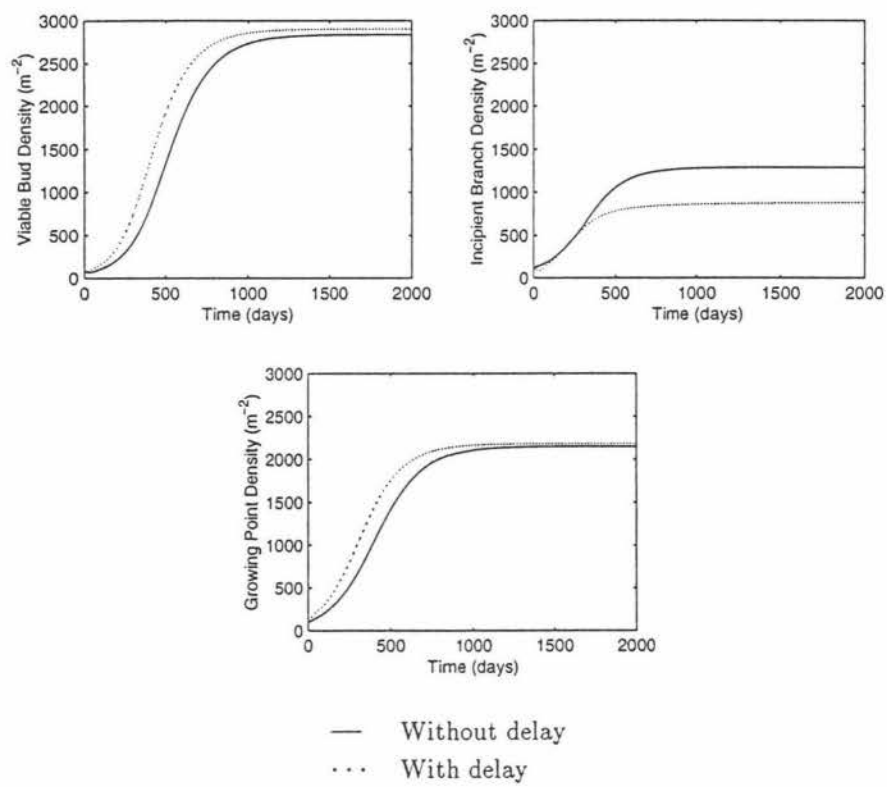 Viable Bud Density (m⁻²)
3000
2500
2000
1500
1000
500
0
0 500 1000 1500 2000
Time (days)
Incipient Branch Density (m⁻²)
3000
2500
2000
1500
1000
500
0
0 500 1000 1500 2000
Time (days)
Growing Point Density (m⁻²)
3000
2500
2000
1500
1000
500
0
0 500 1000 1500 2000
Time (days)
Without delay
With delay